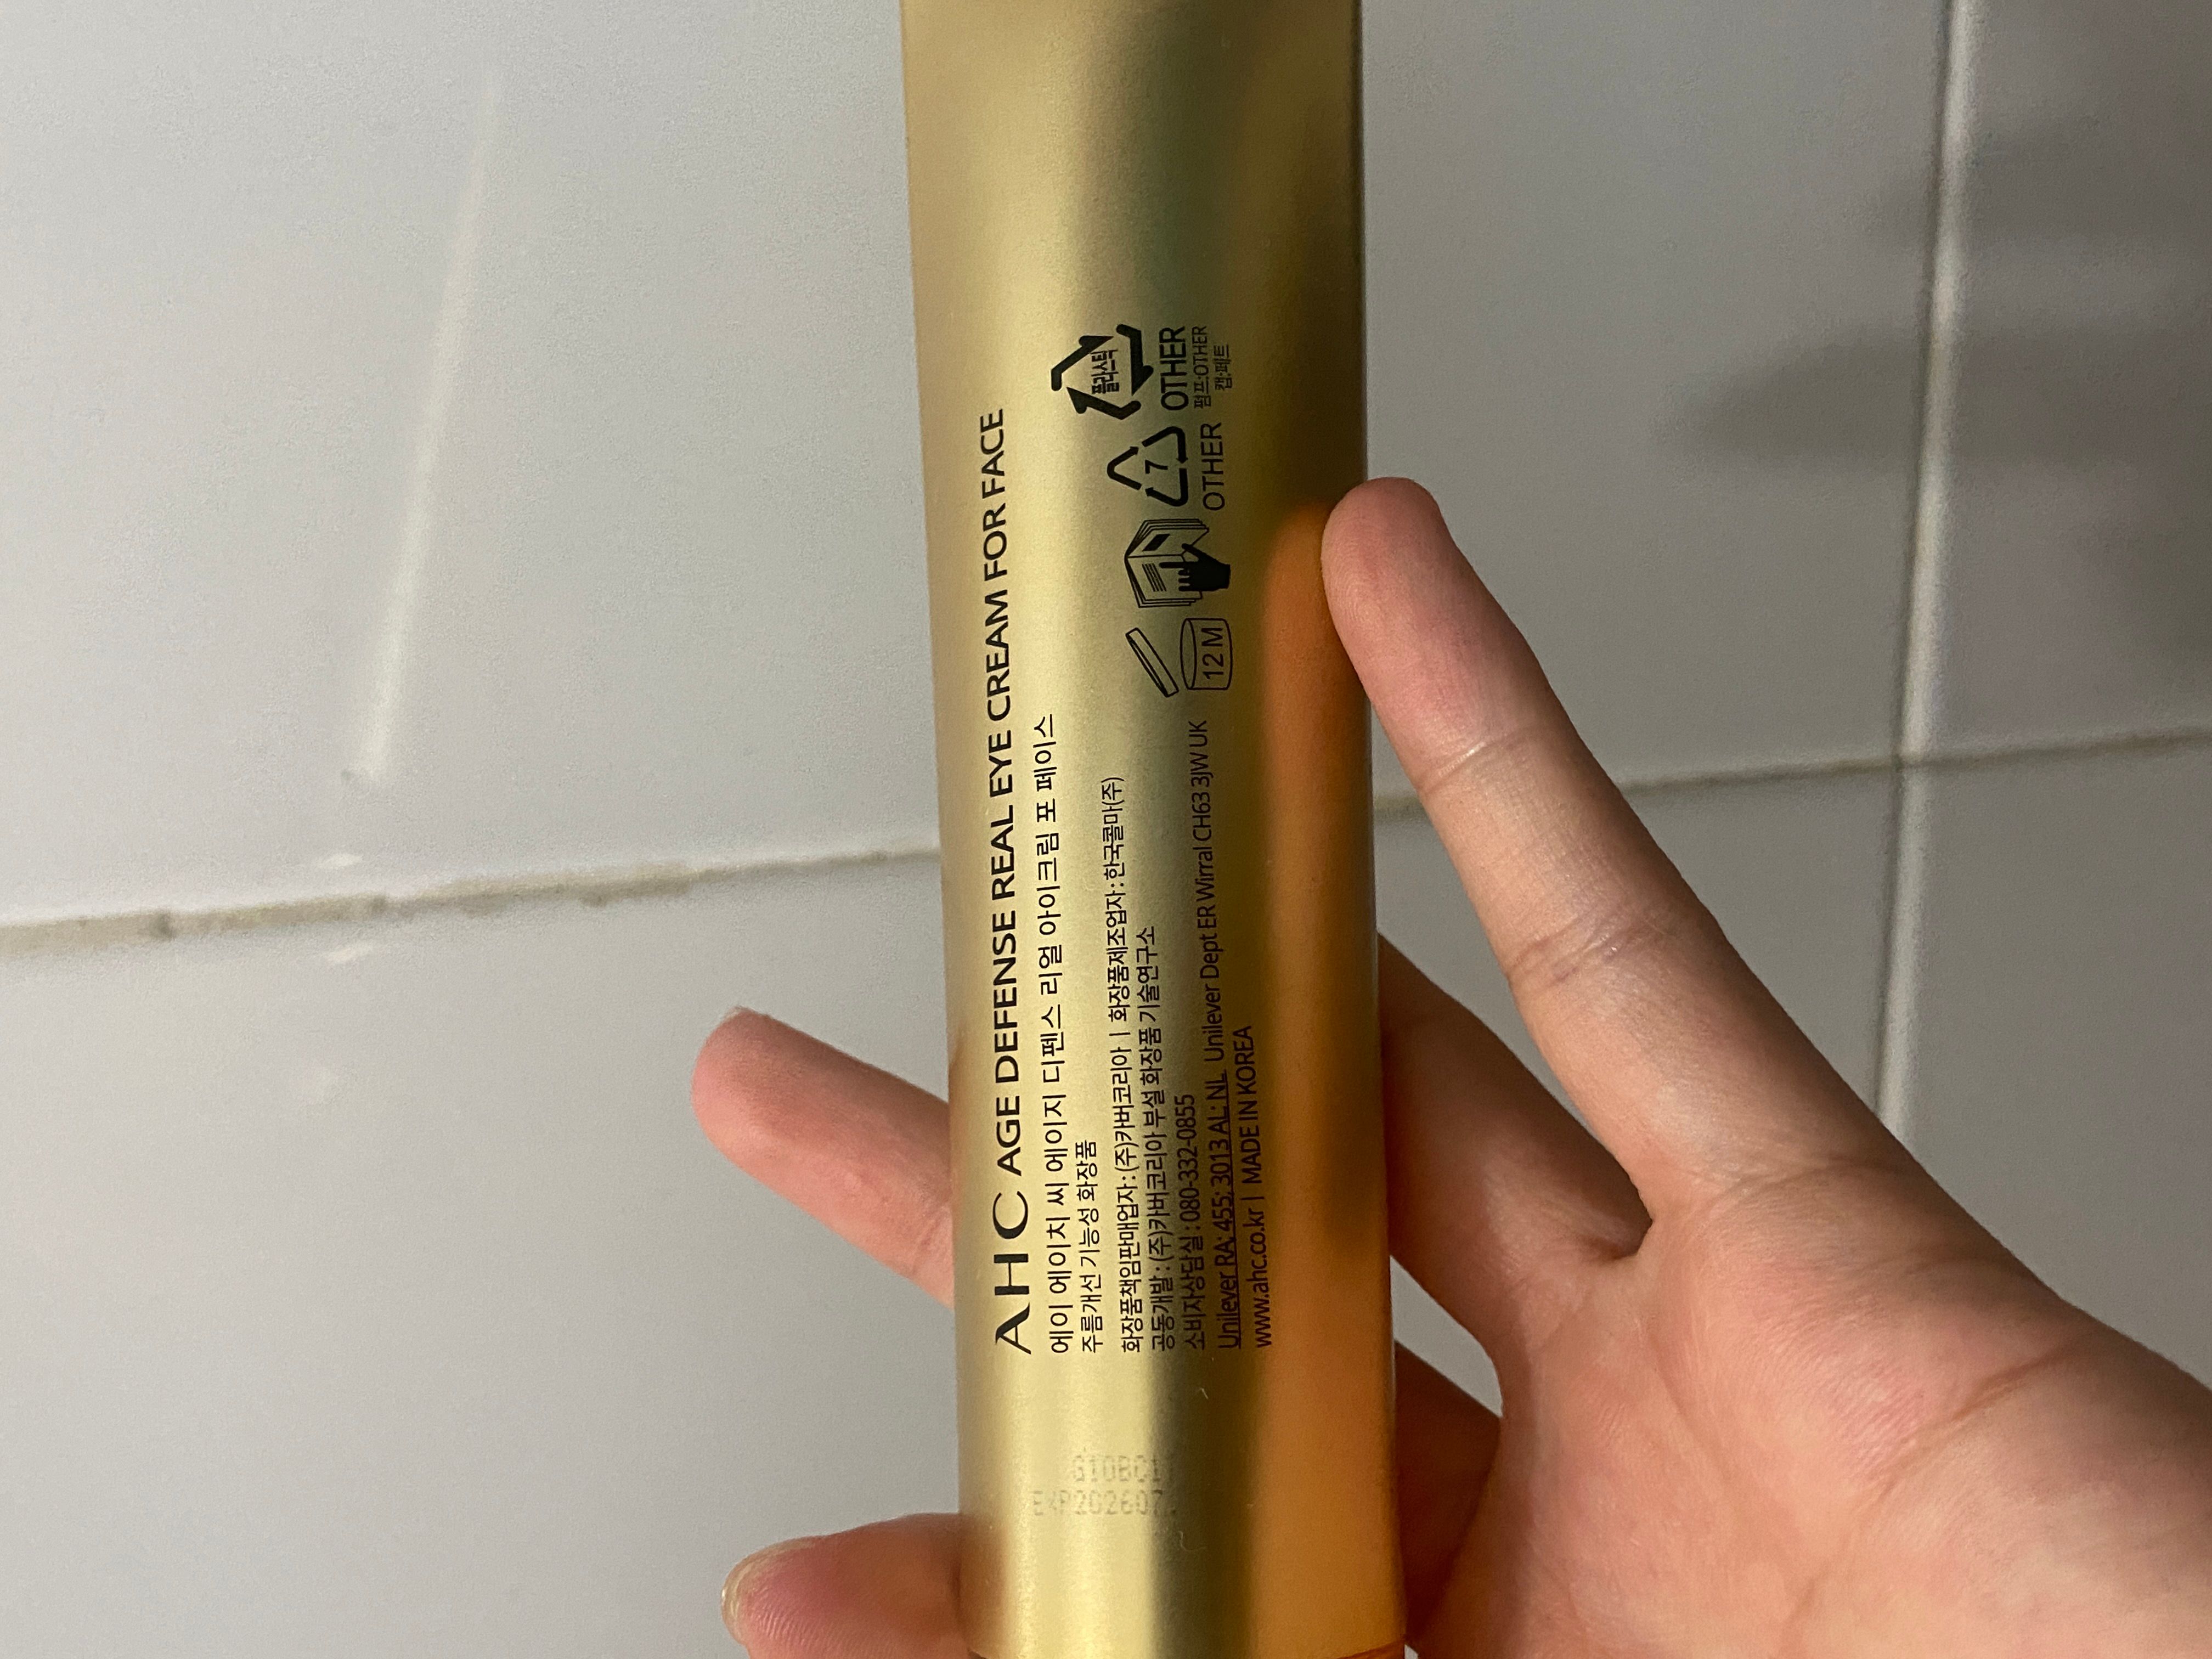 AHC AGE DEFENSE REAL EYE CREAM FOR FACE
에이 에이치 씨 에이지 디펜스 리얼 아이크림 포 페이스
주름개선 기능성 화장품
화장품책임판매업자 : (주)카버코리아 | 화장품제조업자 : 한국콜마(주)
공동개발 : (주)카버코리아 부설 화장품 기술연구소
소비자상담실 : 080-332-0855
Unilever RA: 455; 3013 AL: NL Unilever Dept ER Wirral CH63 3JW UK
www.ahc.co.kr | MADE IN KOREA
12 M
7
OTHER
플라스틱
OTHER
펌프:OTHER
캡:페트